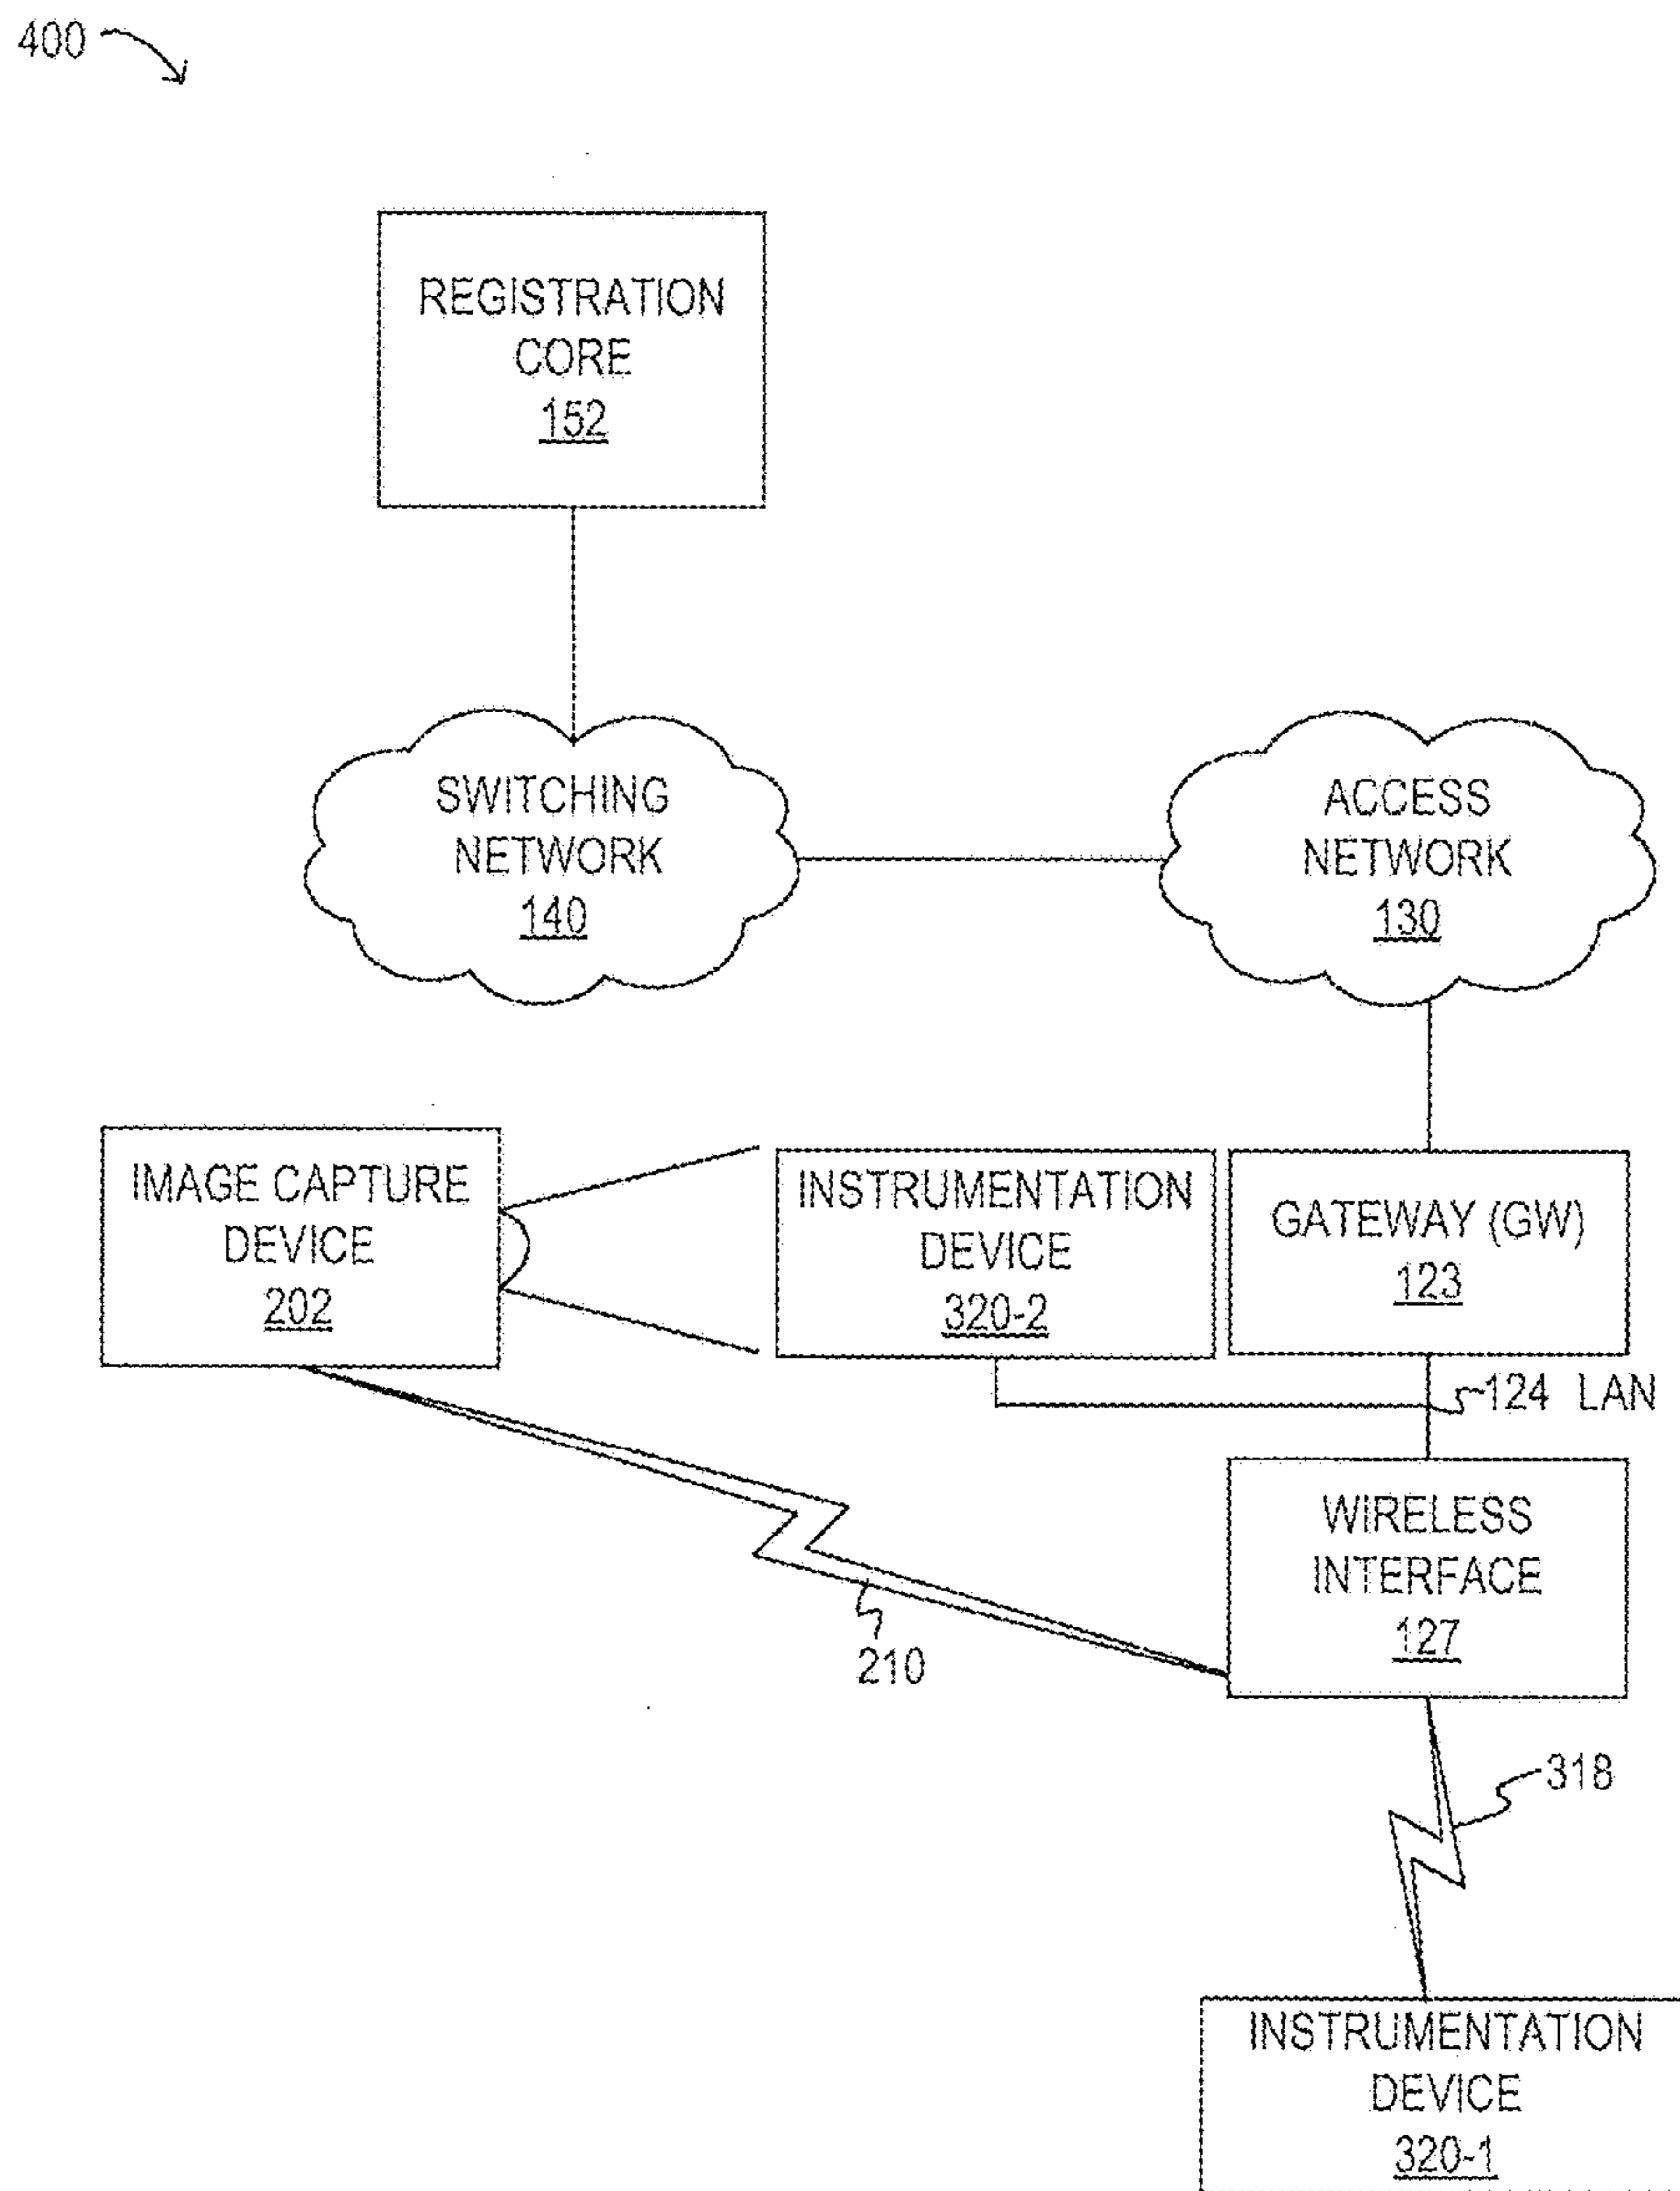 400
REGISTRATION
CORE
152
SWITCHING
NETWORK
140
ACCESS
NETWORK
130
IMAGE CAPTURE
DEVICE
202
INSTRUMENTATION
DEVICE
320-2
GATEWAY (GW)
123
124 LAN
WIRELESS
INTERFACE
127
210
318
INSTRUMENTATION
DEVICE
320-1